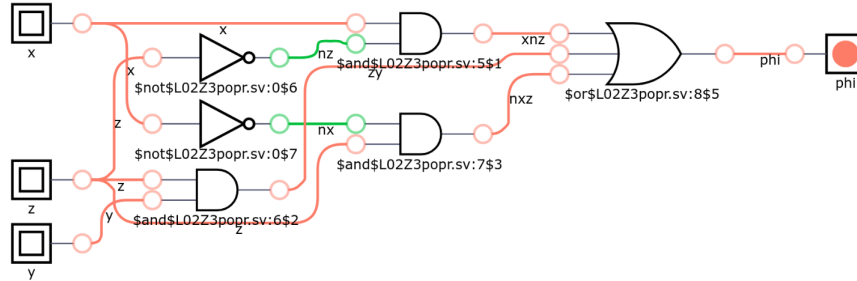 x
xnz
x
nz
$and$L02Z3popr.sv:5$1
phi
x
zy
phi
$not$L02Z3popr.sv:0$6
$or$L02Z3popr.sv:8$5
nxz
z
nx
$not$L02Z3popr.sv:0$7
$and$L02Z3popr.sv:7$3
z
z
y
$and$L02Z3popr.sv:6$2
z
y